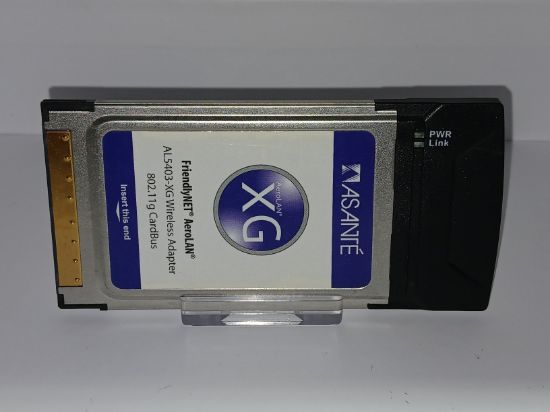 PWR
Link
ASANTÉ
AeroLAN®
XG
FriendlyNET® AeroLAN®
AL5403-XG Wireless Adapter
802.11g CardBus
Insert this end